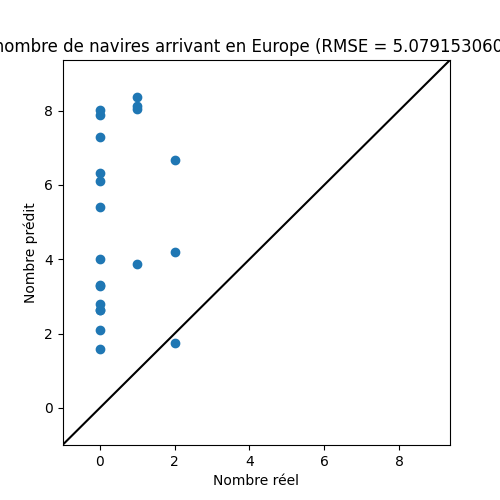 nombre de navires arrivant en Europe (RMSE = 5.079153060
8
6
4
2
0
Nombre prédit
0 2 4 6 8
Nombre réel